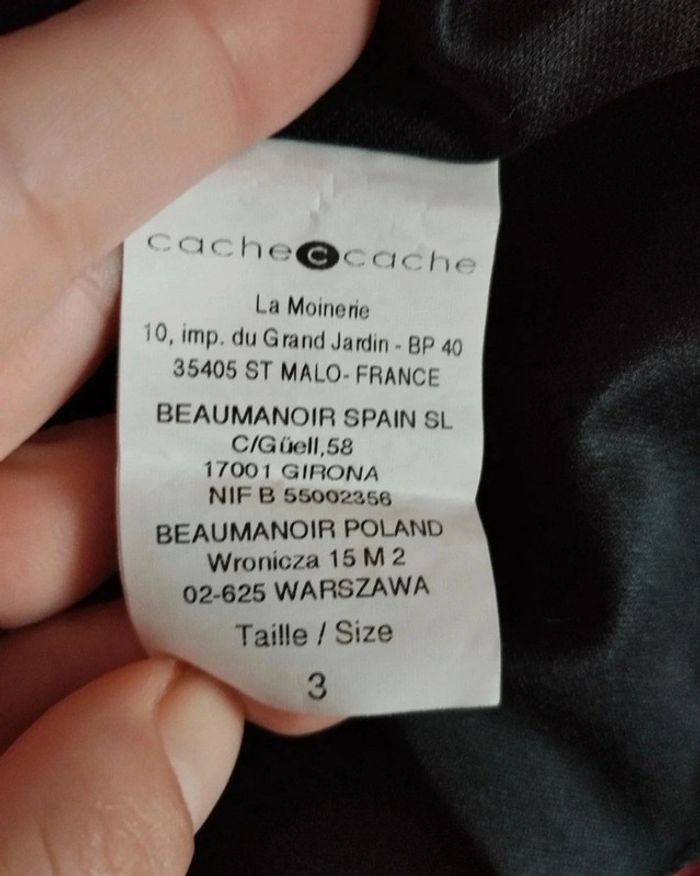 cache c cache
La Moinerie
10, imp. du Grand Jardin - BP 40
35405 ST MALO- FRANCE
BEAUMANOIR SPAIN SL
C/Güell,58
17001 GIRONA
NIF B 55002356
BEAUMANOIR POLAND
Wronicza 15 M 2
02-625 WARSZAWA
Taille / Size
3